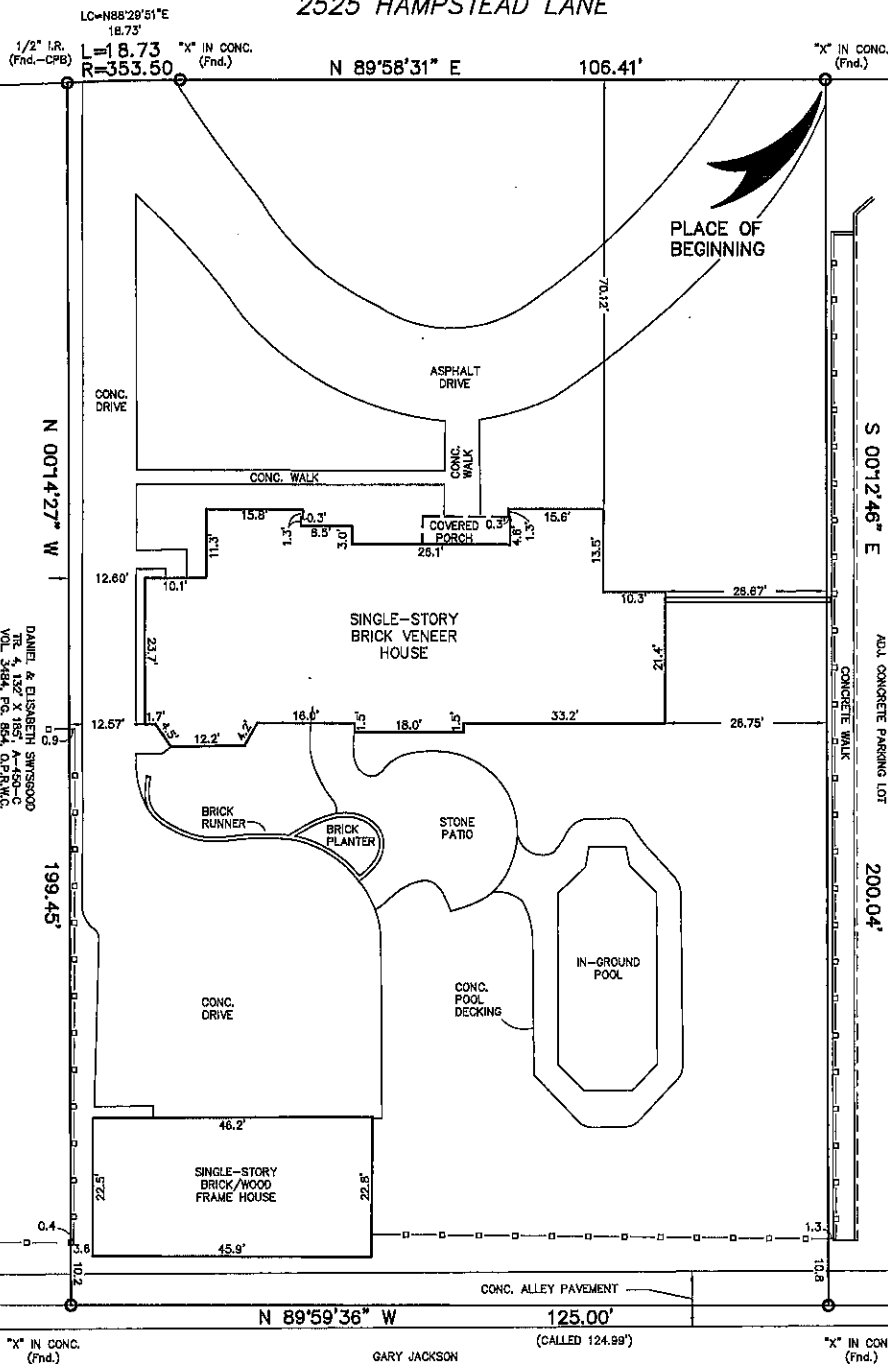 2525 HAMPSTEAD LANE
LC=N88°29'51"E
18.73'
1/2" I.R.
(Fnd.-CPB)
L=18.73
R=353.50
"X" IN CONC.
(Fnd.)
N 89°58'31" E
106.41'
"X" IN CONC.
(Fnd.)
PLACE OF
BEGINNING
70.12'
ASPHALT
DRIVE
CONC.
DRIVE
N 00°14'27" W
S 00°12'46" E
CONC.
WALK
CONC. WALK
15.8'
0.3'
1.3'
8.5'
3.0'
COVERED
PORCH
0.3'
26.1'
4.8'
1.3'
15.6'
11.3'
13.5'
12.60'
10.1'
10.3'
26.67'
SINGLE-STORY
BRICK VENEER
HOUSE
23.7'
21.4'
ADJ. CONCRETE PARKING LOT
CONCRETE WALK
DANIEL & ELISABETH SWYSGOOD
TR. 4, 132' X 185', A-450-C
VOL. 3484, PG. 864, O.P.R.W.C.
12.57'
1.7'
4.5'
12.2'
4.2'
16.0'
1.5'
18.0'
1.5'
33.2'
26.75'
0.9'
BRICK
RUNNER
BRICK
PLANTER
STONE
PATIO
199.45'
200.04'
IN-GROUND
POOL
CONC.
POOL
DECKING
CONC.
DRIVE
46.2'
SINGLE-STORY
BRICK/WOOD
FRAME HOUSE
22.5'
22.8'
45.9'
0.4
3.6
10.2
1.3
10.8
CONC. ALLEY PAVEMENT
N 89°59'36" W
125.00'
(CALLED 124.99')
"X" IN CONC.
(Fnd.)
GARY JACKSON
"X" IN CON
(Fnd.)